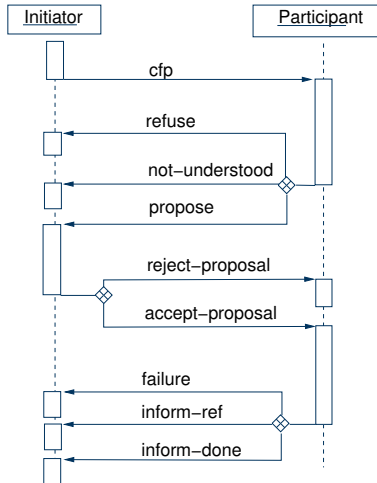 Initiator
Participant
cfp
refuse
not−understood
propose
reject−proposal
accept−proposal
failure
inform−ref
inform−done